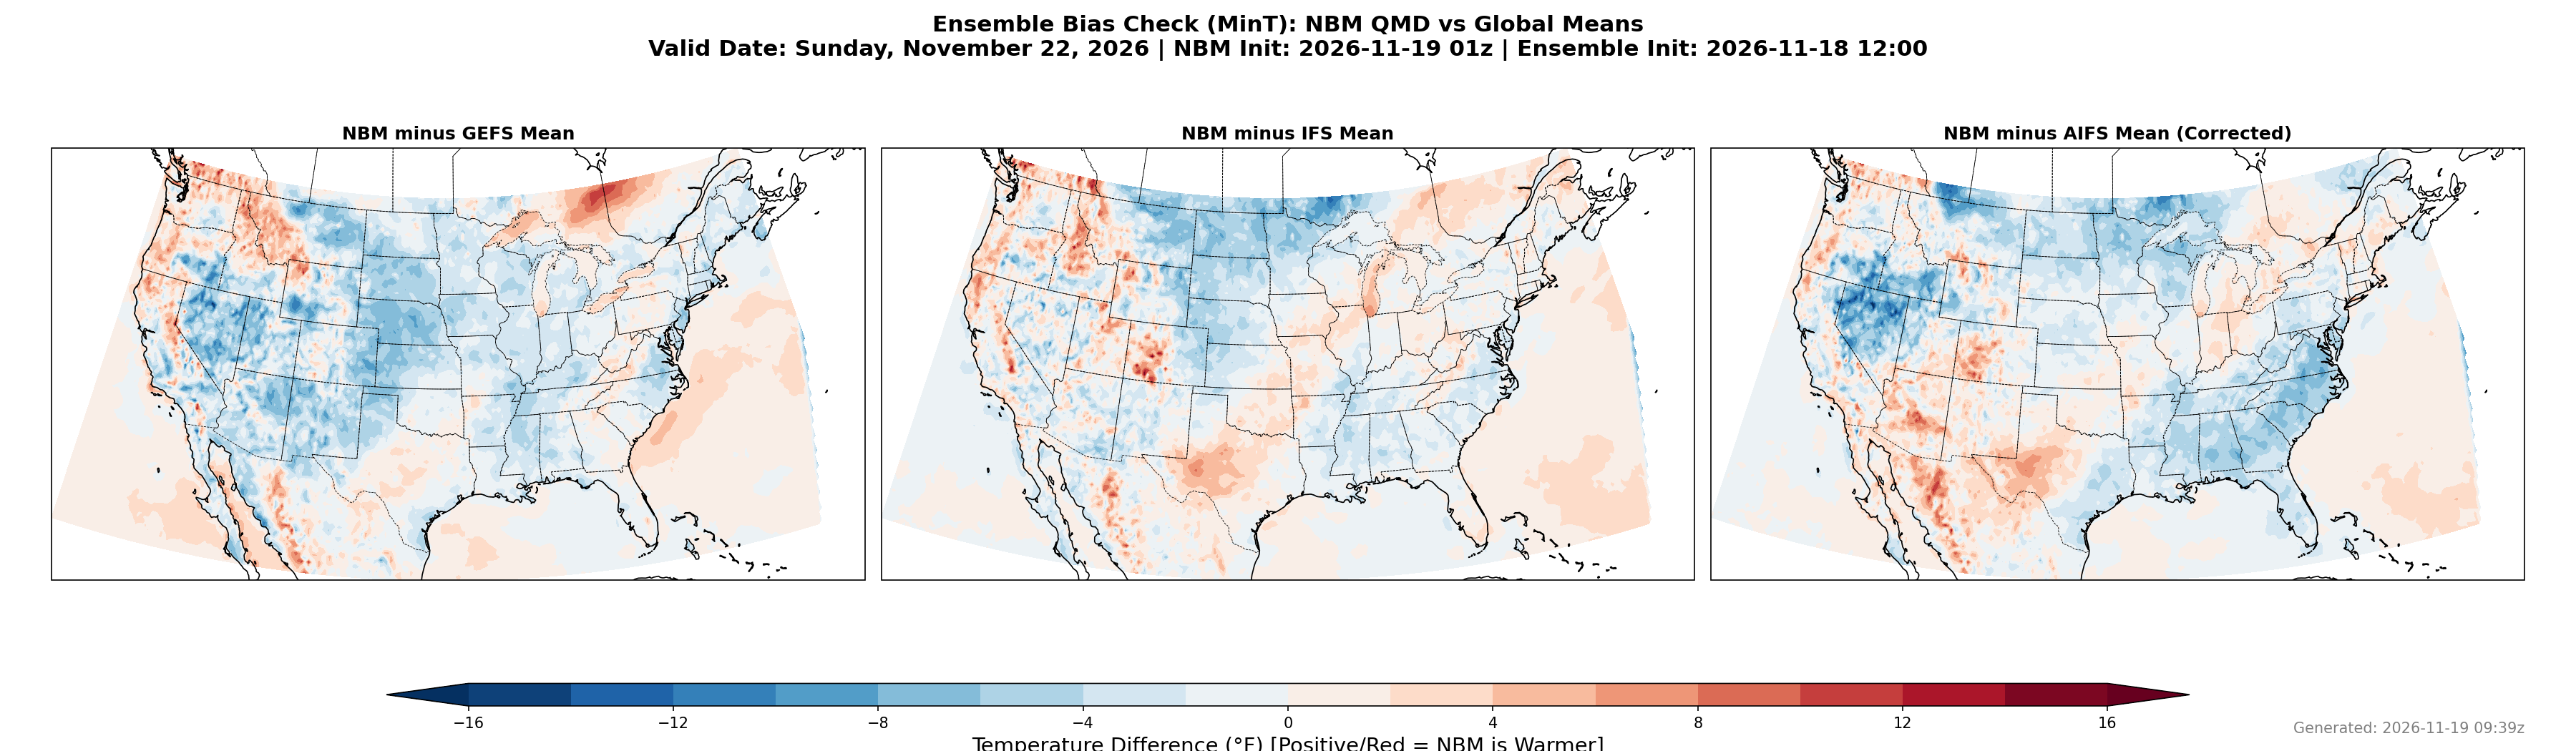 Ensemble Bias Check (MinT): NBM QMD vs Global Means
Valid Date: Sunday, November 22, 2026 | NBM Init: 2026-11-19 01z | Ensemble Init: 2026-11-18 12:00
NBM minus GEFS Mean
NBM minus IFS Mean
NBM minus AIFS Mean (Corrected)
−16 −12 −8 −4 0 4 8 12 16
Generated: 2026-11-19 09:39z
Temperature Difference (°F) [Positive/Red = NBM is Warmer]